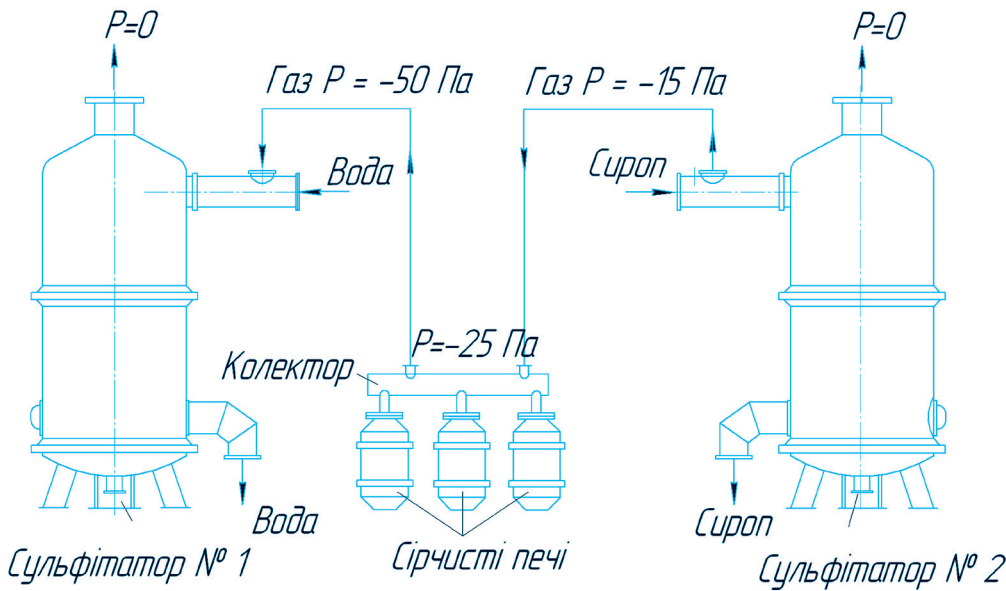 P=0
P=0
Газ P = -50 Па
Газ P = -15 Па
Вода
Сироп
P=-25 Па
Колектор
Вода
Сироп
Сульфітатор № 1
Сірчисті печі
Сульфітатор № 2